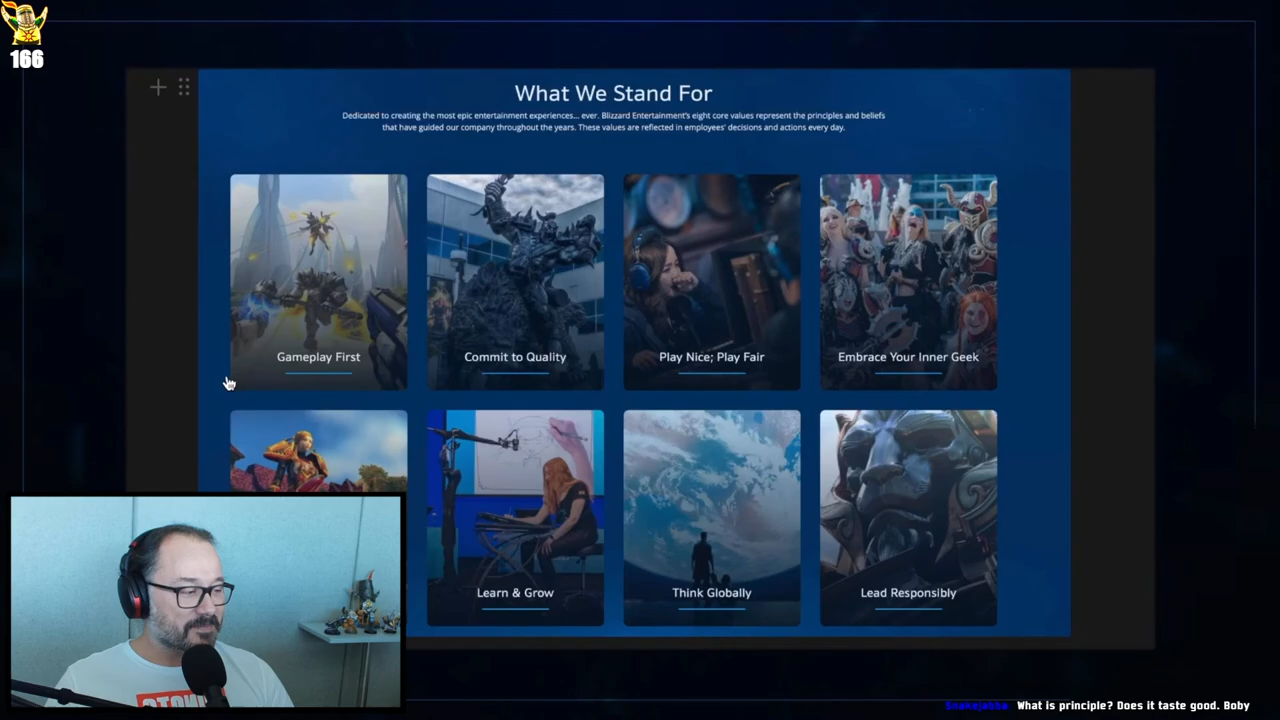 166
What We Stand For
Dedicated to creating the most epic entertainment experiences... ever. Blizzard Entertainment's eight core values represent the principles and beliefs
that have guided our company throughout the years. These values are reflected in employees' decisions and actions every day.
Gameplay First
Commit to Quality
Play Nice; Play Fair
Embrace Your Inner Geek
Learn & Grow
Think Globally
Lead Responsibly
What is principle? Does it taste good. Boby